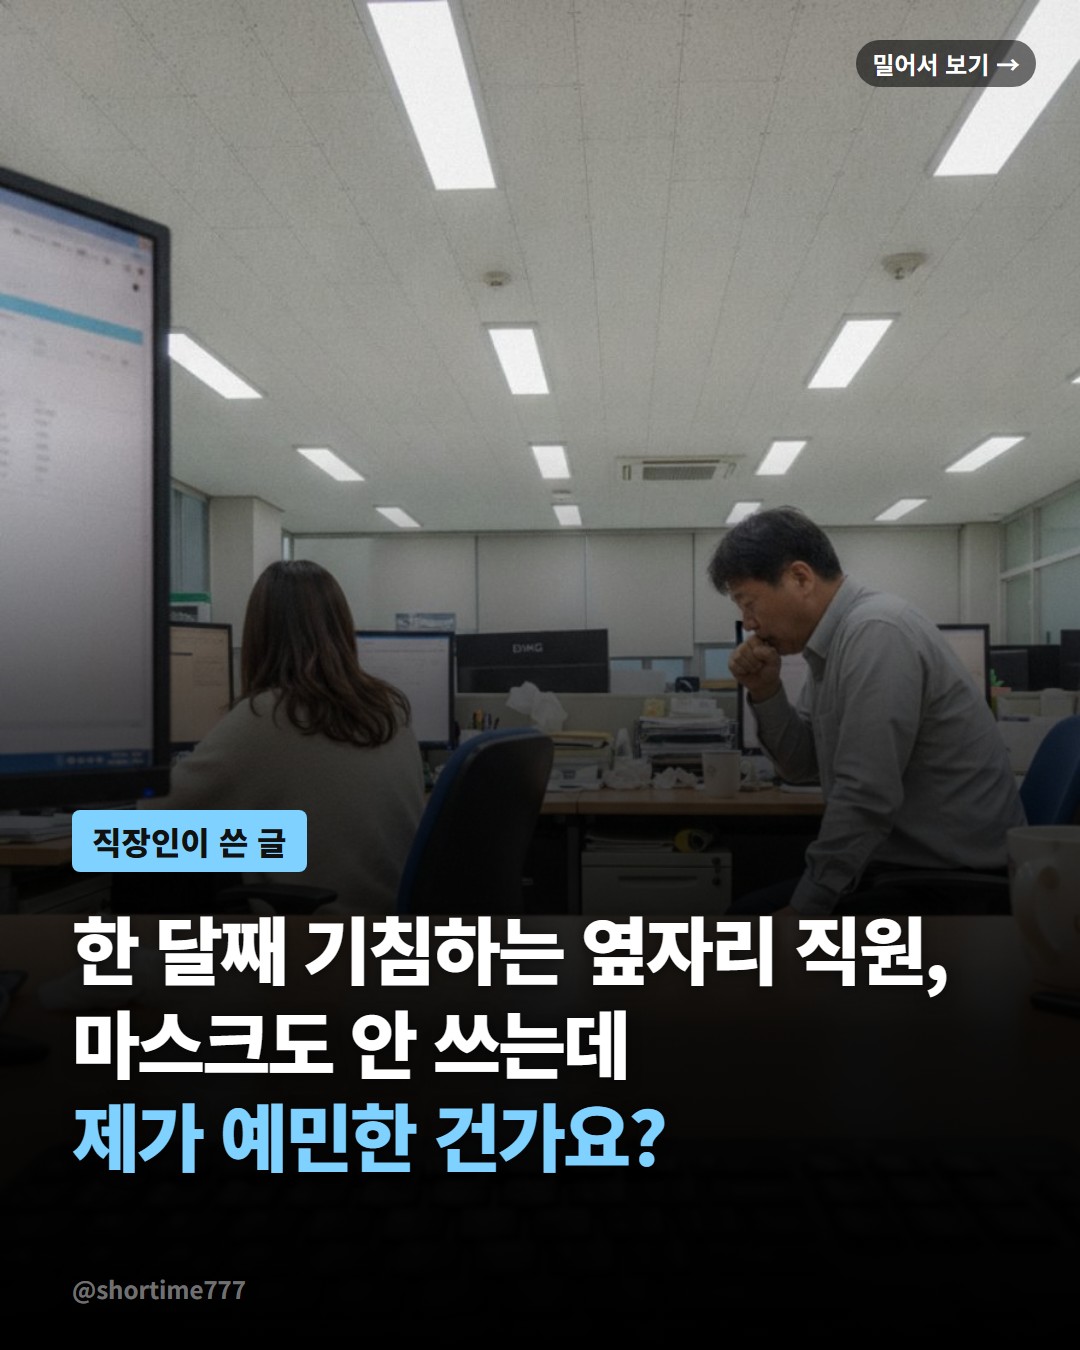 밀어서 보기 →
직장인이 쓴 글
한 달째 기침하는 옆자리 직원,
마스크도 안 쓰는데
제가 예민한 건가요?
@shortime777